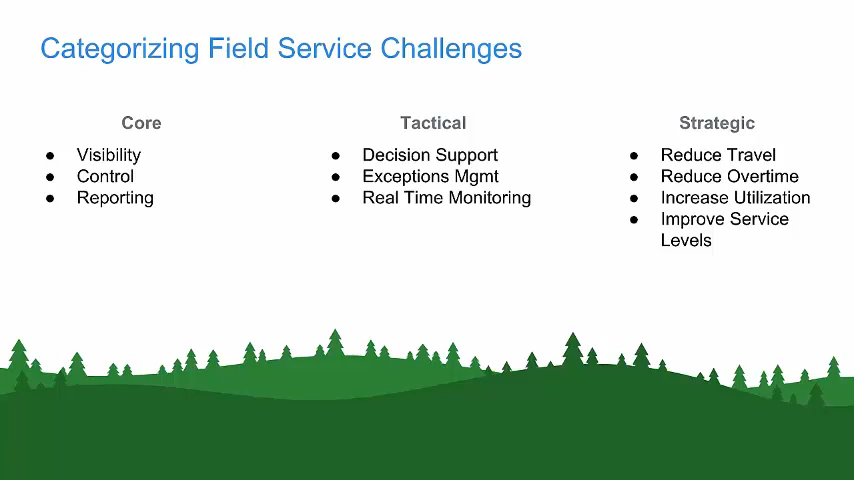 Categorizing Field Service Challenges
Core
● Visibility
● Control
● Reporting
Tactical
● Decision Support
● Exceptions Mgmt
● Real Time Monitoring
Strategic
● Reduce Travel
● Reduce Overtime
● Increase Utilization
● Improve Service
Levels